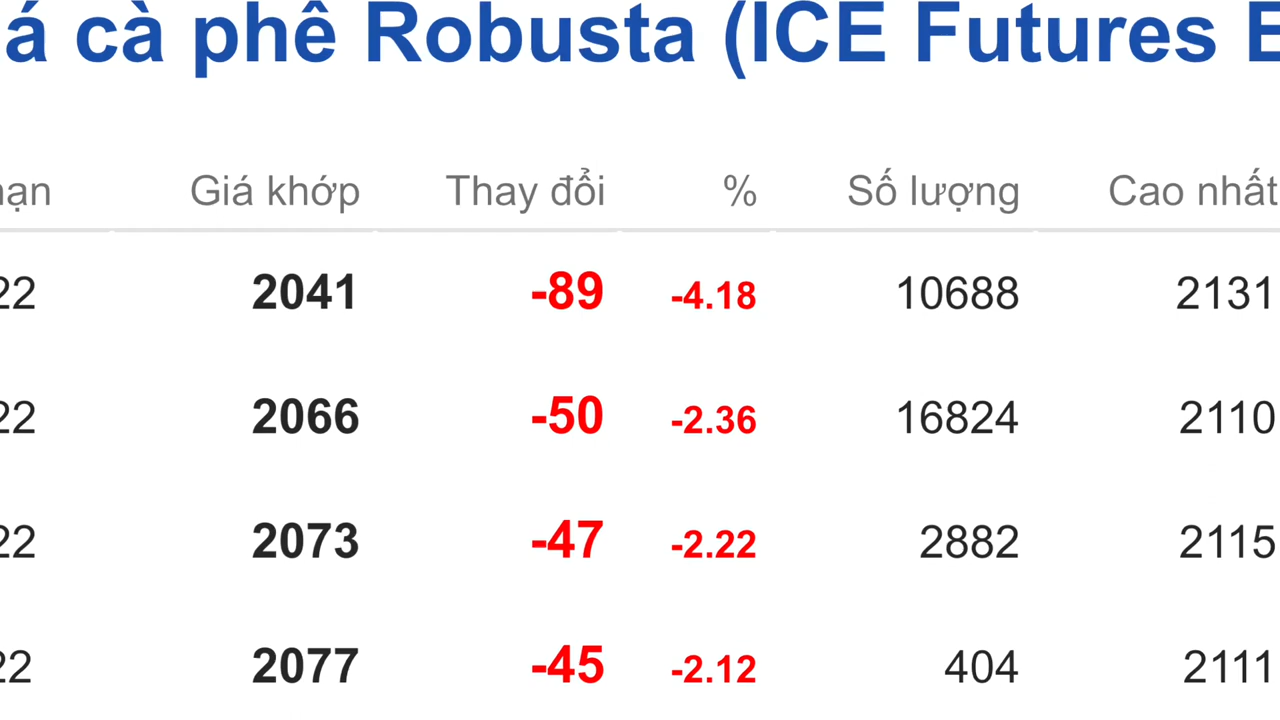 á cà phê Robusta (ICE Futures E
hạn Giá khớp Thay đổi % Số lượng Cao nhất
22 2041 -89 -4.18 10688 2131
22 2066 -50 -2.36 16824 2110
22 2073 -47 -2.22 2882 2115
22 2077 -45 -2.12 404 2111